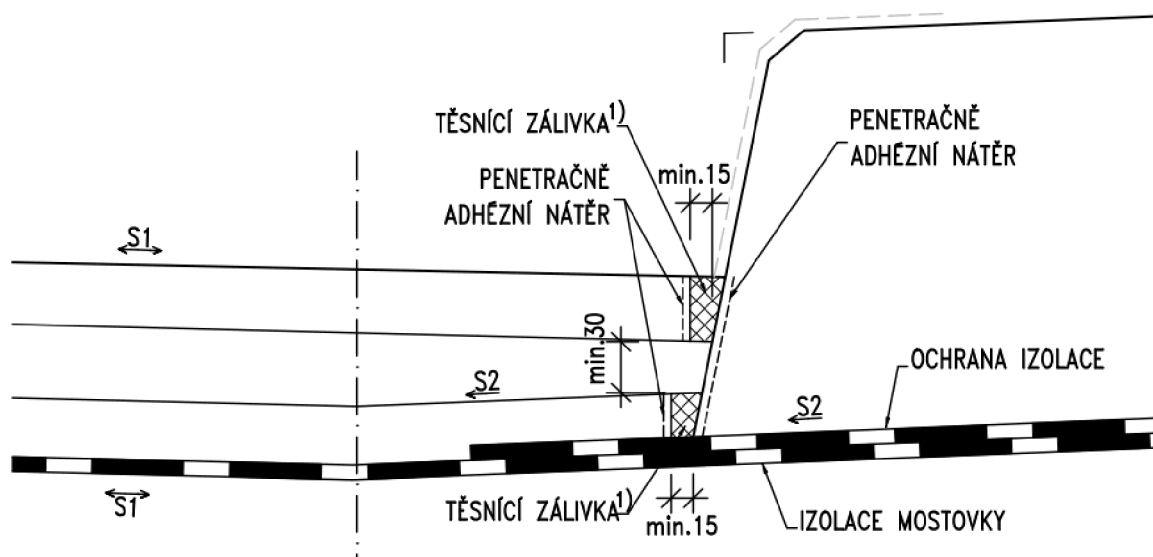 TĚSNÍCÍ ZÁLIVKA1)
PENETRAČNĚ
ADHÉZNÍ NÁTĚR
min.15
PENETRAČNĚ
ADHÉZNÍ NÁTĚR
S1
min.30
S2
OCHRANA IZOLACE
S2
S1
TĚSNÍCÍ ZÁLIVKA1)
min.15
IZOLACE MOSTOVKY